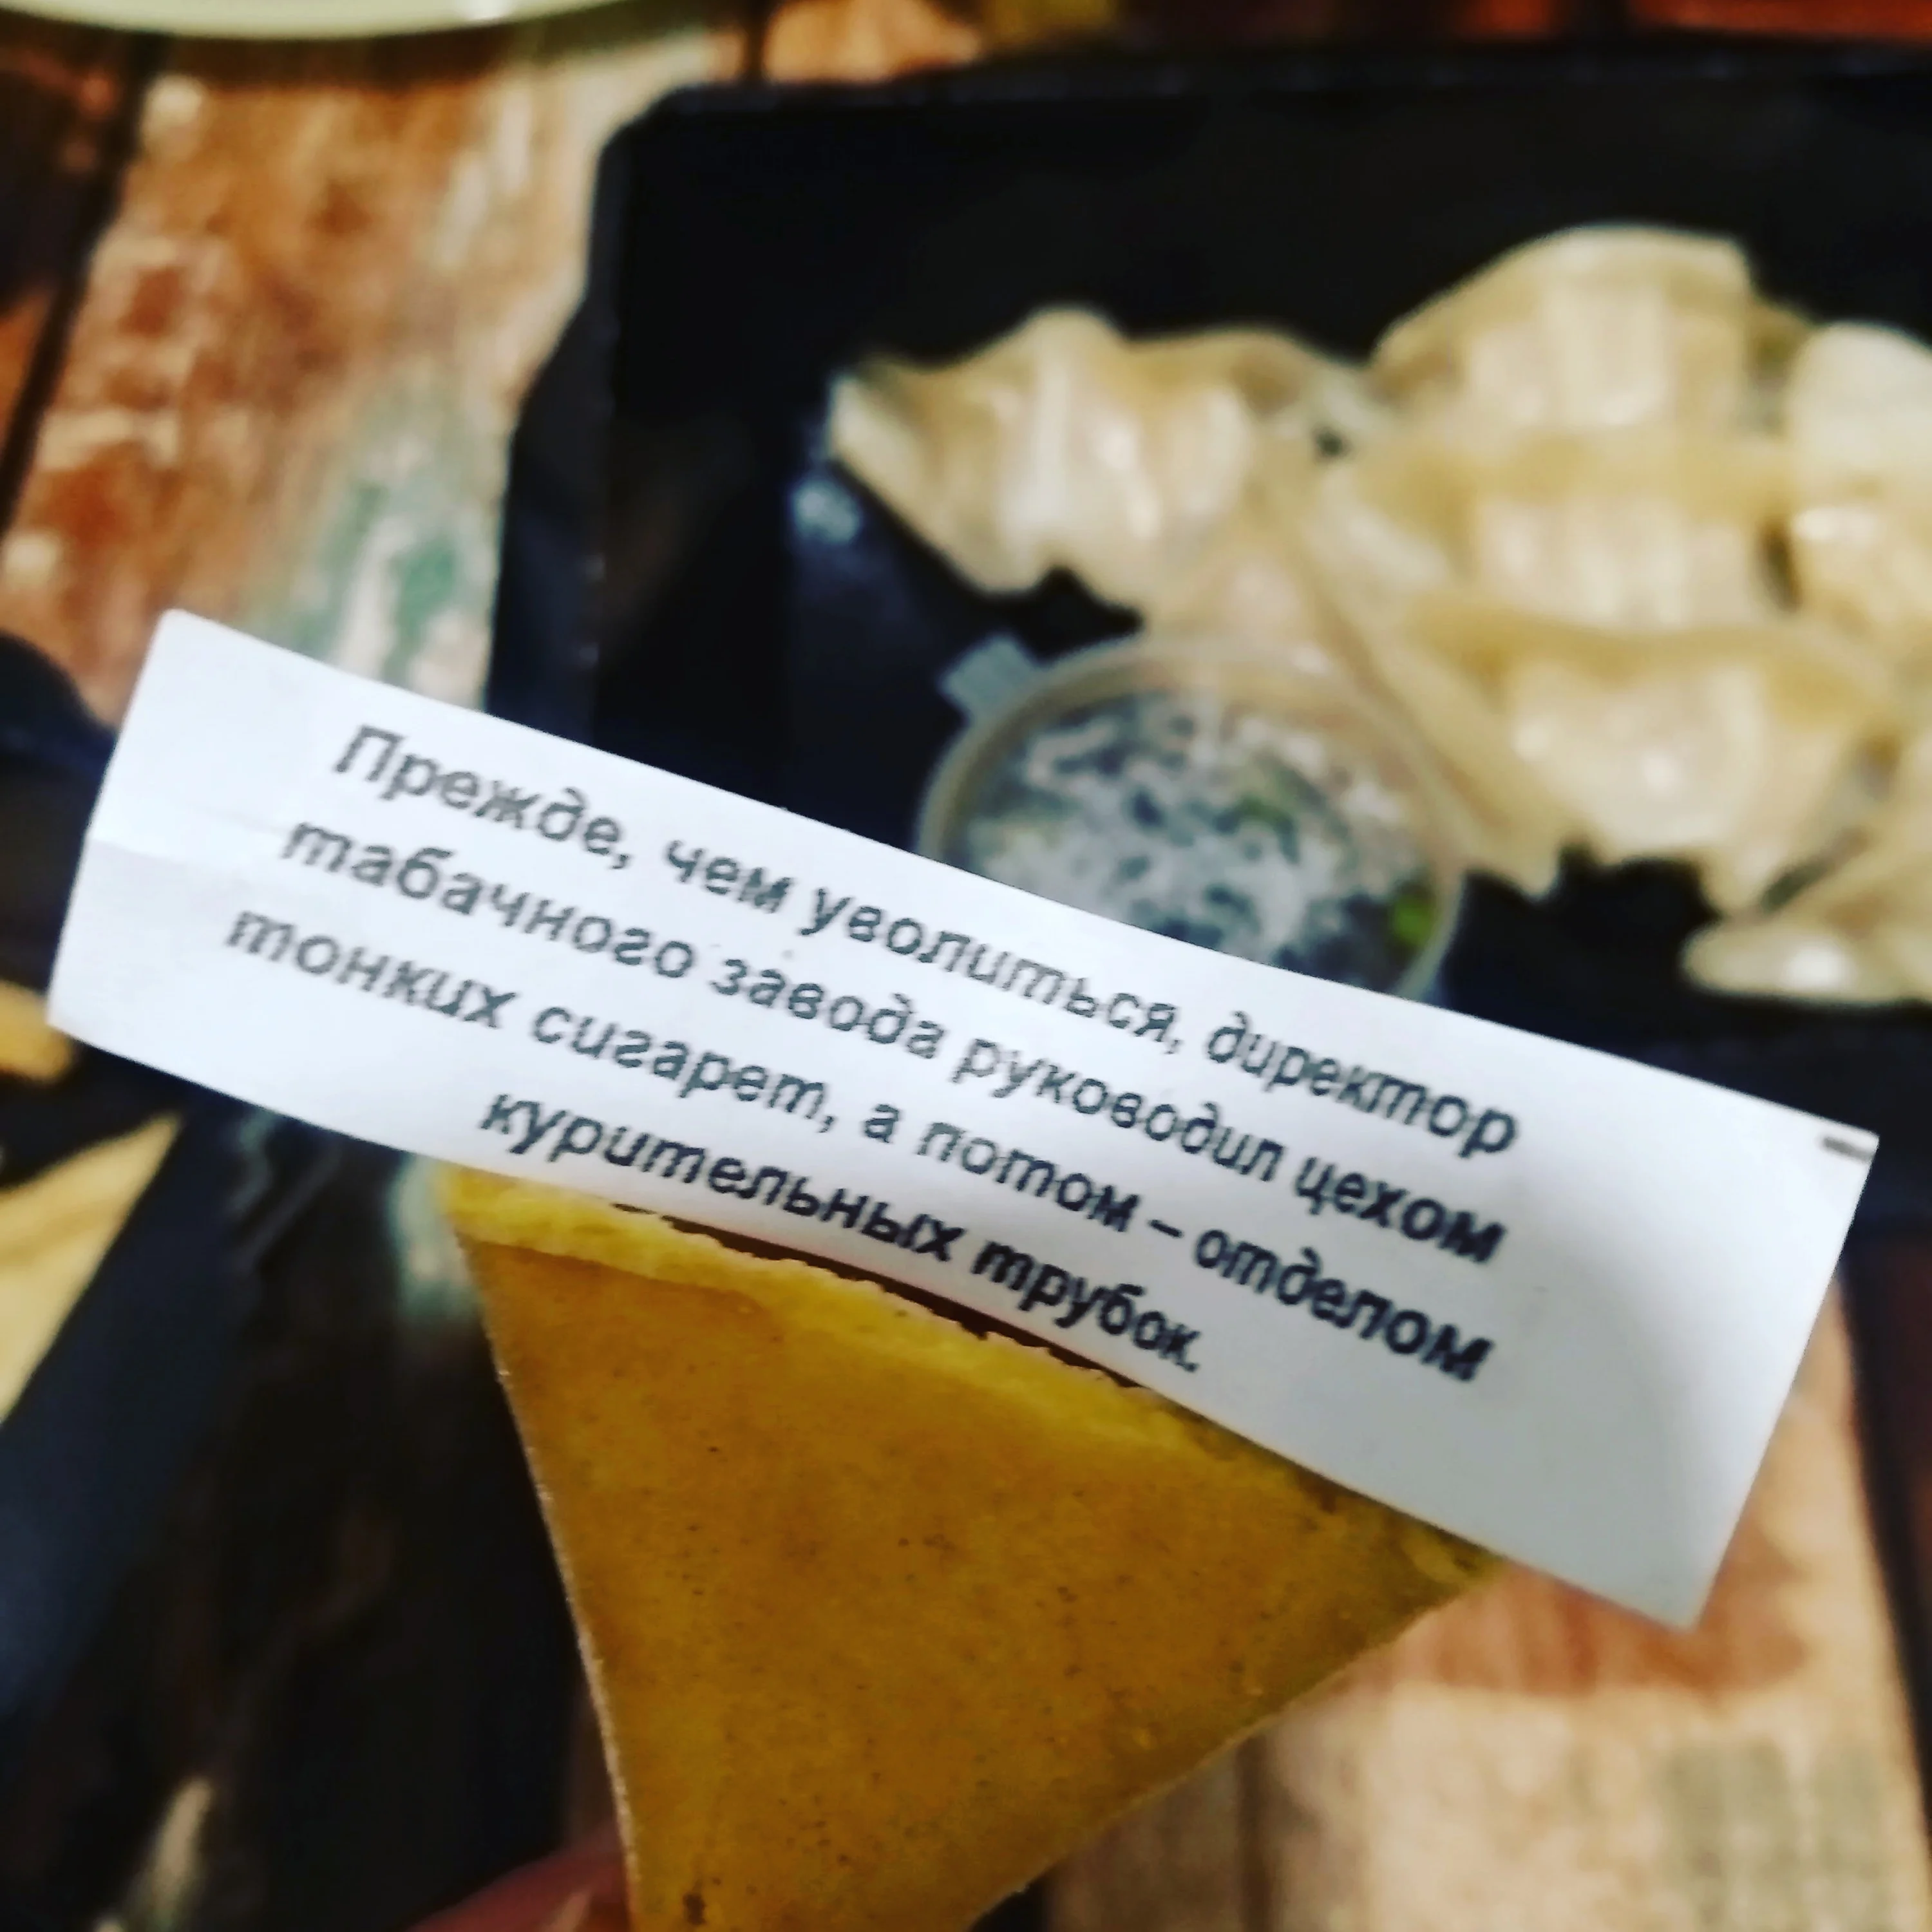 Прежде, чем уволиться, директор
табачного завода руководил цехом
тонких сигарет, а потом – отделом
курительных трубок.